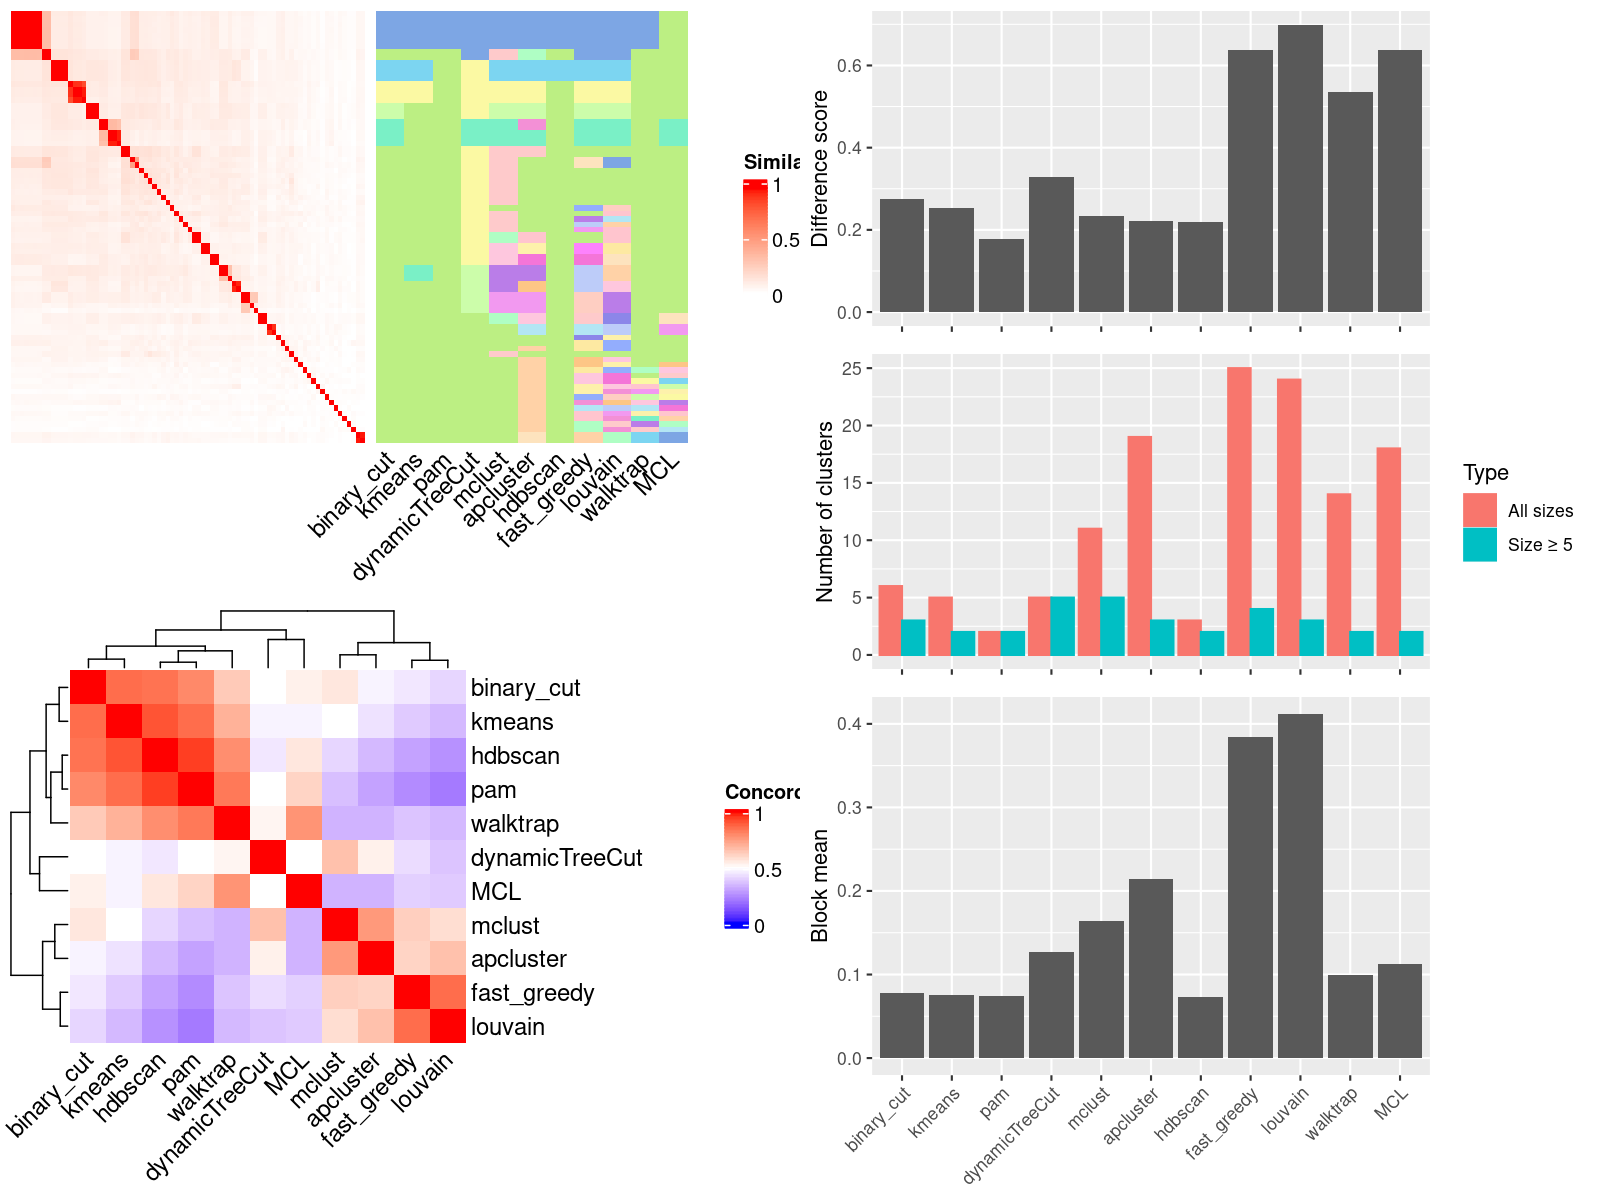 Simila
1
0.5
0
binary_cut
kmeans
pam
dynamicTreeCut
mclust
apcluster
hdbscan
fast_greedy
louvain
walktrap
MCL
binary_cut
kmeans
hdbscan
pam
walktrap
dynamicTreeCut
MCL
mclust
apcluster
fast_greedy
louvain
binary_cut
kmeans
hdbscan
pam
walktrap
dynamicTreeCut
MCL
mclust
apcluster
fast_greedy
louvain
Concord
1
0.5
0
Difference score
0.6
0.4
0.2
0.0
Number of clusters
25
20
15
10
5
0
Type
All sizes
Size ≥ 5
Block mean
0.4
0.3
0.2
0.1
0.0
binary_cut
kmeans
pam
dynamicTreeCut
mclust
apcluster
hdbscan
fast_greedy
louvain
walktrap
MCL